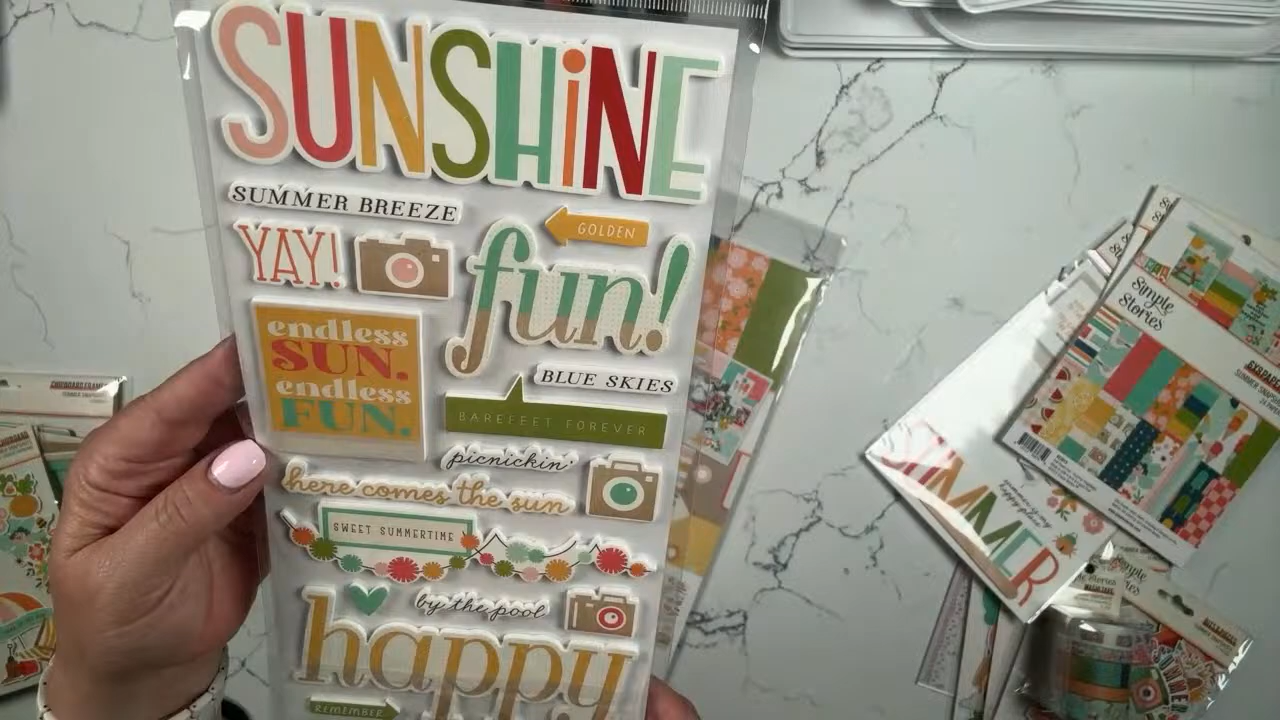 SUNSHINE
SUMMER BREEZE
GOLDEN
YAY!
fun!
endless
SUN.
endless
FUN.
BLUE SKIES
BAREFEET FOREVER
picnickin'
here comes the sun
SWEET SUMMERTIME
by the pool
happy
REMEMBER
Simple
Stories
SUMMER